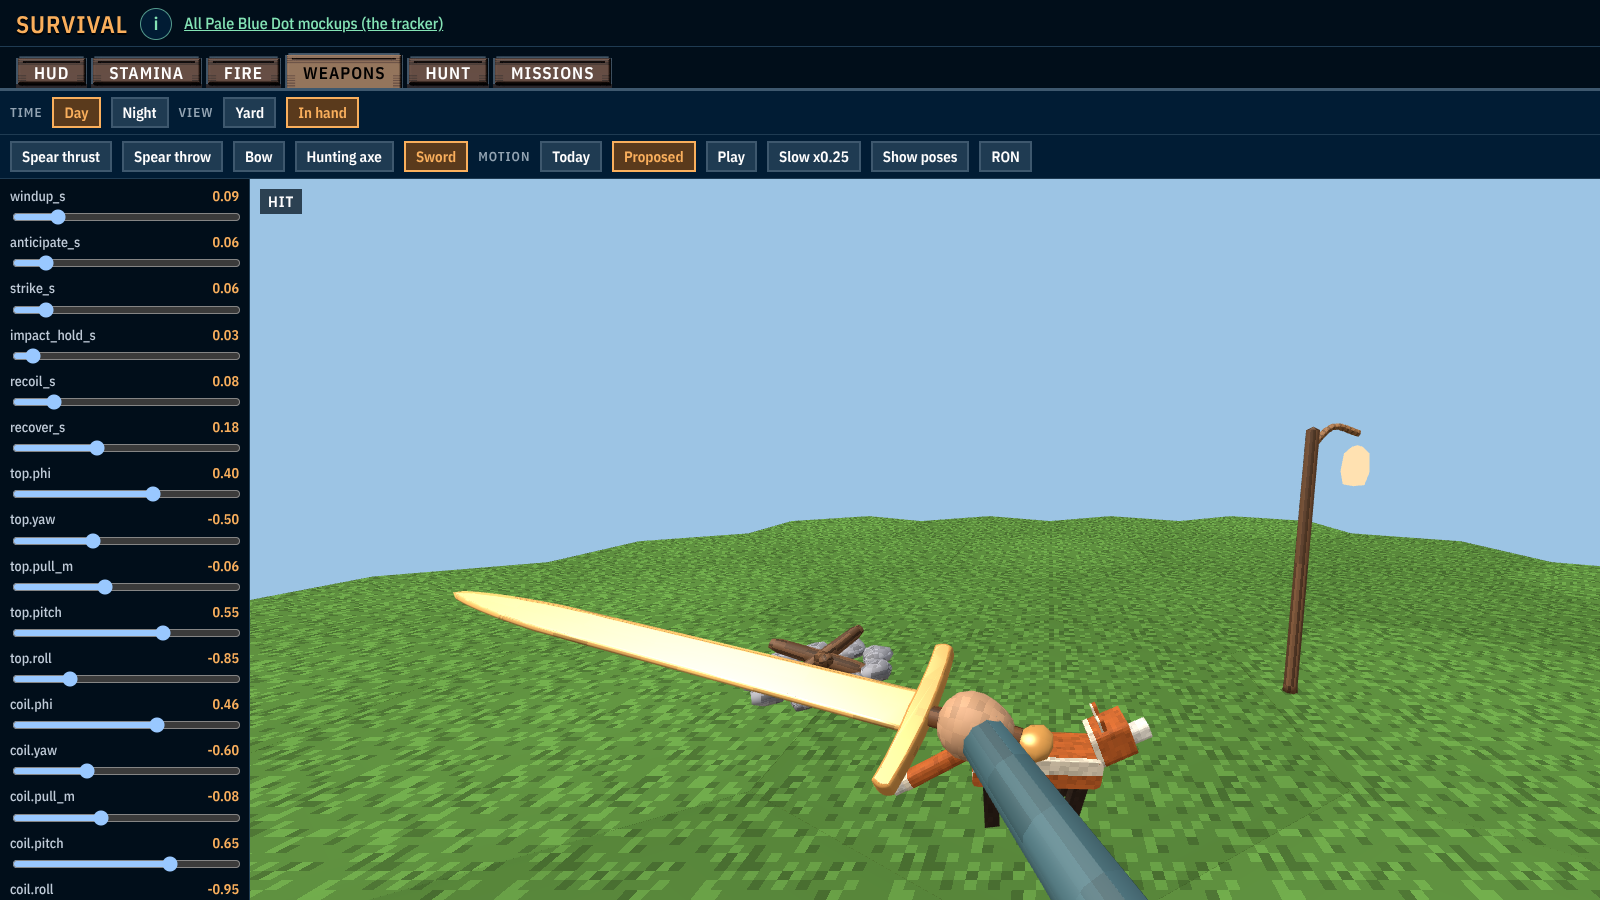 SURVIVAL i All Pale Blue Dot mockups (the tracker)
HUD STAMINA FIRE WEAPONS HUNT MISSIONS
TIME Day Night VIEW Yard In hand
Spear thrust Spear throw Bow Hunting axe Sword MOTION Today Proposed Play Slow x0.25 Show poses RON
windup_s 0.09
anticipate_s 0.06
strike_s 0.06
impact_hold_s 0.03
recoil_s 0.08
recover_s 0.18
top.phi 0.40
top.yaw -0.50
top.pull_m -0.06
top.pitch 0.55
top.roll -0.85
coil.phi 0.46
coil.yaw -0.60
coil.pull_m -0.08
coil.pitch 0.65
coil.roll -0.95
HIT